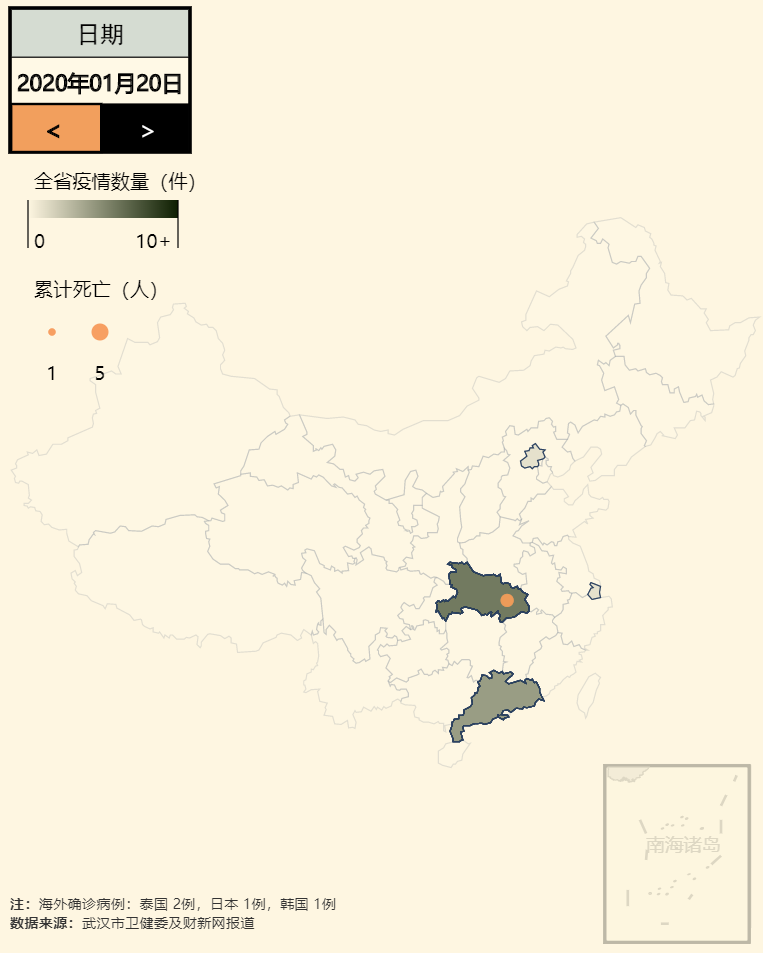 日期
2020年01月20日
< >
全省疫情数量（件）
0 10+
累计死亡（人）
1 5
南海诸岛
注：海外确诊病例：泰国 2例，日本 1例，韩国 1例
数据来源：武汉市卫健委及财新网报道